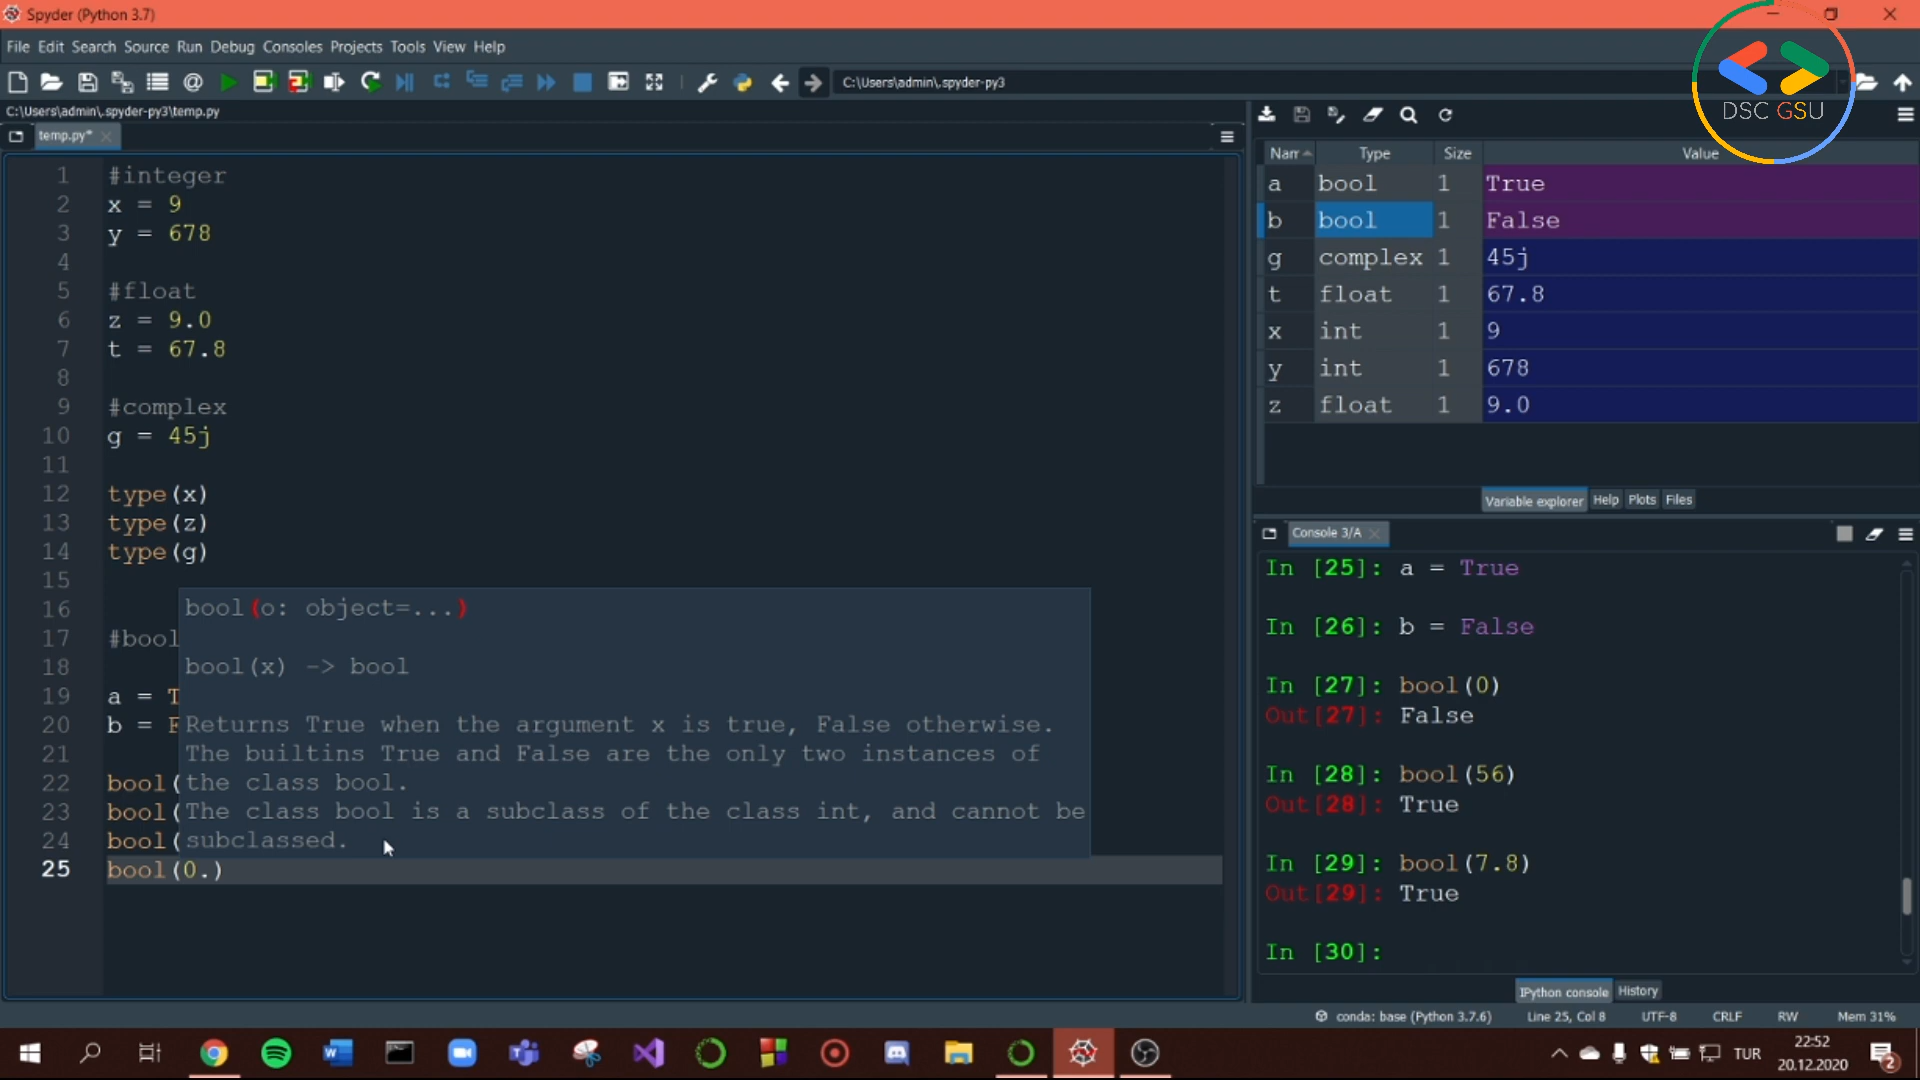 Spyder (Python 3.7)
File Edit Search Source Run Debug Consoles Projects Tools View Help
C:\Users\admin\.spyder-py3
DSC GSU
C:\Users\admin\.spyder-py3\temp.py
temp.py*
1 #integer
2 x = 9
3 y = 678
4
5 #float
6 z = 9.0
7 t = 67.8
8
9 #complex
10 g = 45j
11
12 type(x)
13 type(z)
14 type(g)
15
16
17 #bool
18
19 a = T
20 b = F
21
22 bool(
23 bool(
24 bool(
25 bool(0.)
bool(o: object=...)
bool(x) -> bool
Returns True when the argument x is true, False otherwise.
The builtins True and False are the only two instances of
the class bool.
The class bool is a subclass of the class int, and cannot be
subclassed.
Nam Type Size Value
a bool 1 True
b bool 1 False
g complex 1 45j
t float 1 67.8
x int 1 9
y int 1 678
z float 1 9.0
Variable explorer Help Plots Files
Console 3/A
In [25]: a = True
In [26]: b = False
In [27]: bool(0)
Out[27]: False
In [28]: bool(56)
Out[28]: True
In [29]: bool(7.8)
Out[29]: True
In [30]:
IPython console History
conda: base (Python 3.7.6) Line 25, Col 8 UTF-8 CRLF RW Mem 31%
TUR
22:52
20.12.2020
2